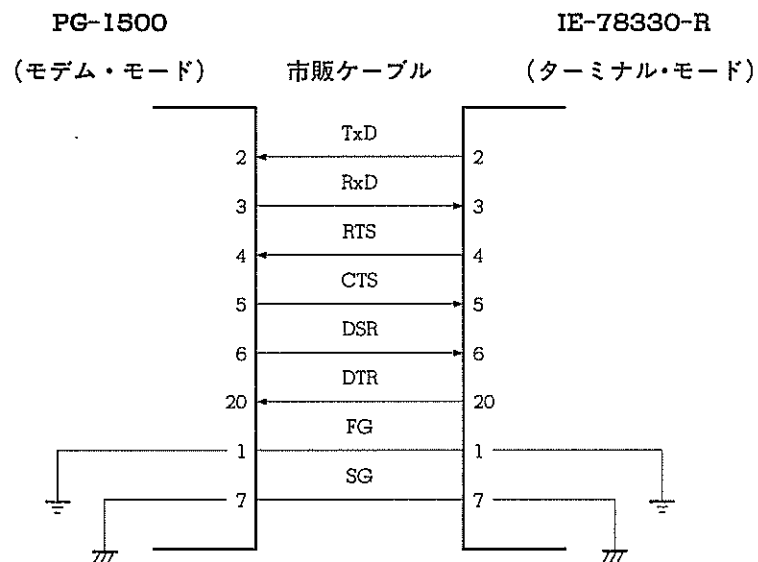 PG-1500 IE-78330-R
(モデム・モード) 市販ケーブル (ターミナル・モード)
TxD
2 2
RxD
3 3
RTS
4 4
CTS
5 5
DSR
6 6
DTR
20 20
FG
1 1
SG
7 7